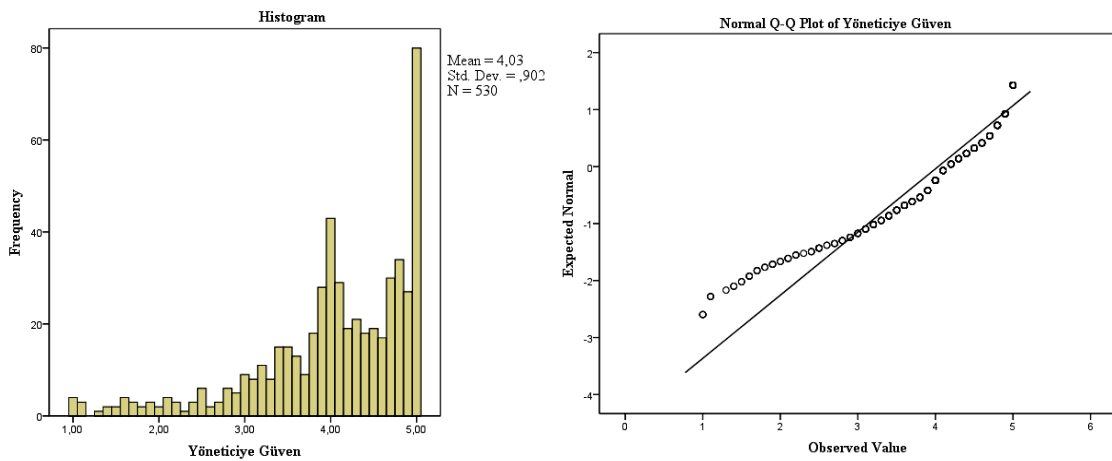 Histogram
80
60
40
20
0
Frequency
1,00 2,00 3,00 4,00 5,00
Yöneticiye Güven
Mean = 4,03
Std. Dev. = ,902
N = 530
Normal Q-Q Plot of Yöneticiye Güven
2
1
0
-1
-2
-3
-4
Expected Normal
0 1 2 3 4 5 6
Observed Value